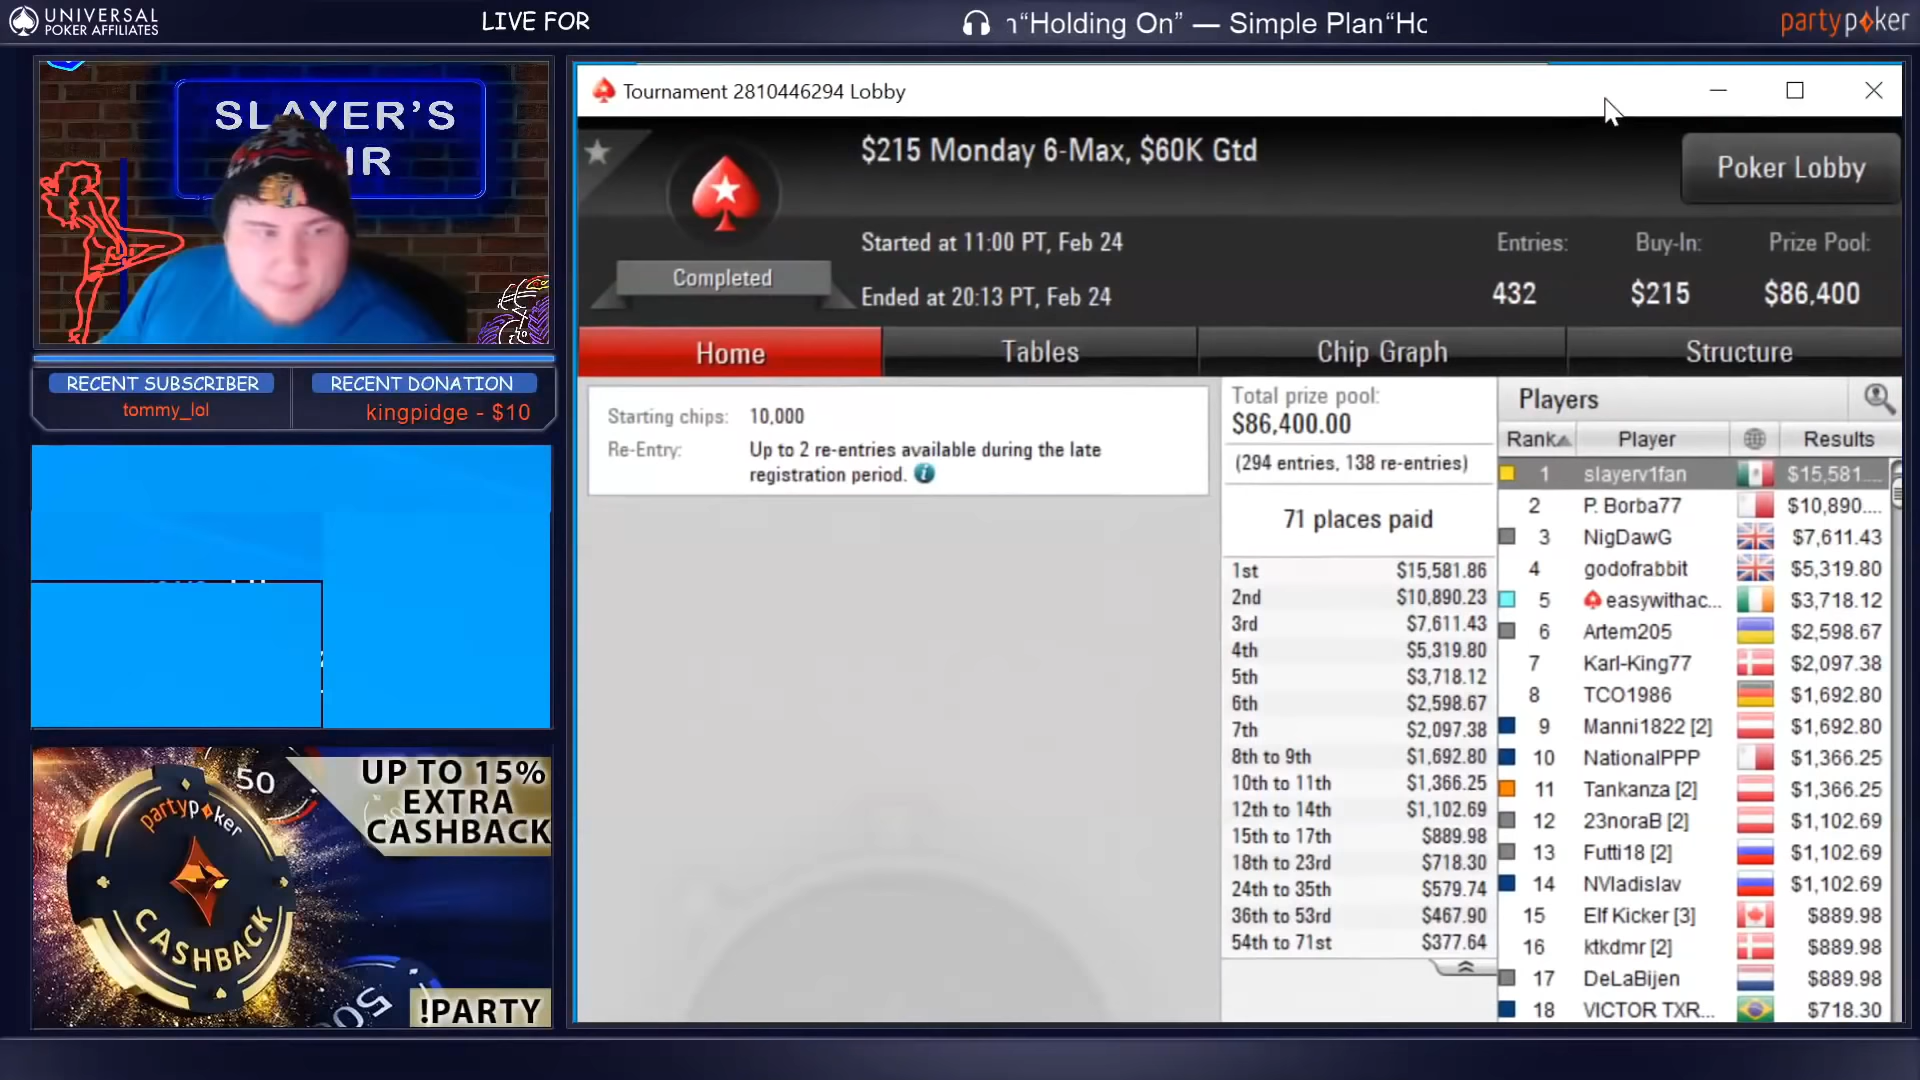 UNIVERSAL
POKER AFFILIATES
LIVE FOR
"Holding On" — Simple Plan"Ho
partypoker
SLAYER'S
RECENT SUBSCRIBER
tommy_lol
RECENT DONATION
kingpidge - $10
50
partypoker
CASHBACK
UP TO 15%
EXTRA
CASHBACK
!PARTY
Tournament 2810446294 Lobby
$215 Monday 6-Max, $60K Gtd
Poker Lobby
Completed
Started at 11:00 PT, Feb 24
Ended at 20:13 PT, Feb 24
Entries: Buy-In: Prize Pool:
432 $215 $86,400
Home Tables Chip Graph Structure
Starting chips: 10,000
Re-Entry: Up to 2 re-entries available during the late
registration period.
Total prize pool:
$86,400.00
(294 entries, 138 re-entries)
71 places paid
1st $15,581.86
2nd $10,890.23
3rd $7,611.43
4th $5,319.80
5th $3,718.12
6th $2,598.67
7th $2,097.38
8th to 9th $1,692.80
10th to 11th $1,366.25
12th to 14th $1,102.69
15th to 17th $889.98
18th to 23rd $718.30
24th to 35th $579.74
36th to 53rd $467.90
54th to 71st $377.64
Players
Rank Player Results
1 slayerv1fan $15,581....
2 P. Borba77 $10,890....
3 NigDawG $7,611.43
4 godofrabbit $5,319.80
5 easywithac... $3,718.12
6 Artem205 $2,598.67
7 Karl-King77 $2,097.38
8 TCO1986 $1,692.80
9 Manni1822 [2] $1,692.80
10 NationalPPP $1,366.25
11 Tankanza [2] $1,366.25
12 23noraB [2] $1,102.69
13 Futti18 [2] $1,102.69
14 NVladislav $1,102.69
15 Elf Kicker [3] $889.98
16 ktkdmr [2] $889.98
17 DeLaBijen $889.98
18 VICTOR TXR... $718.30